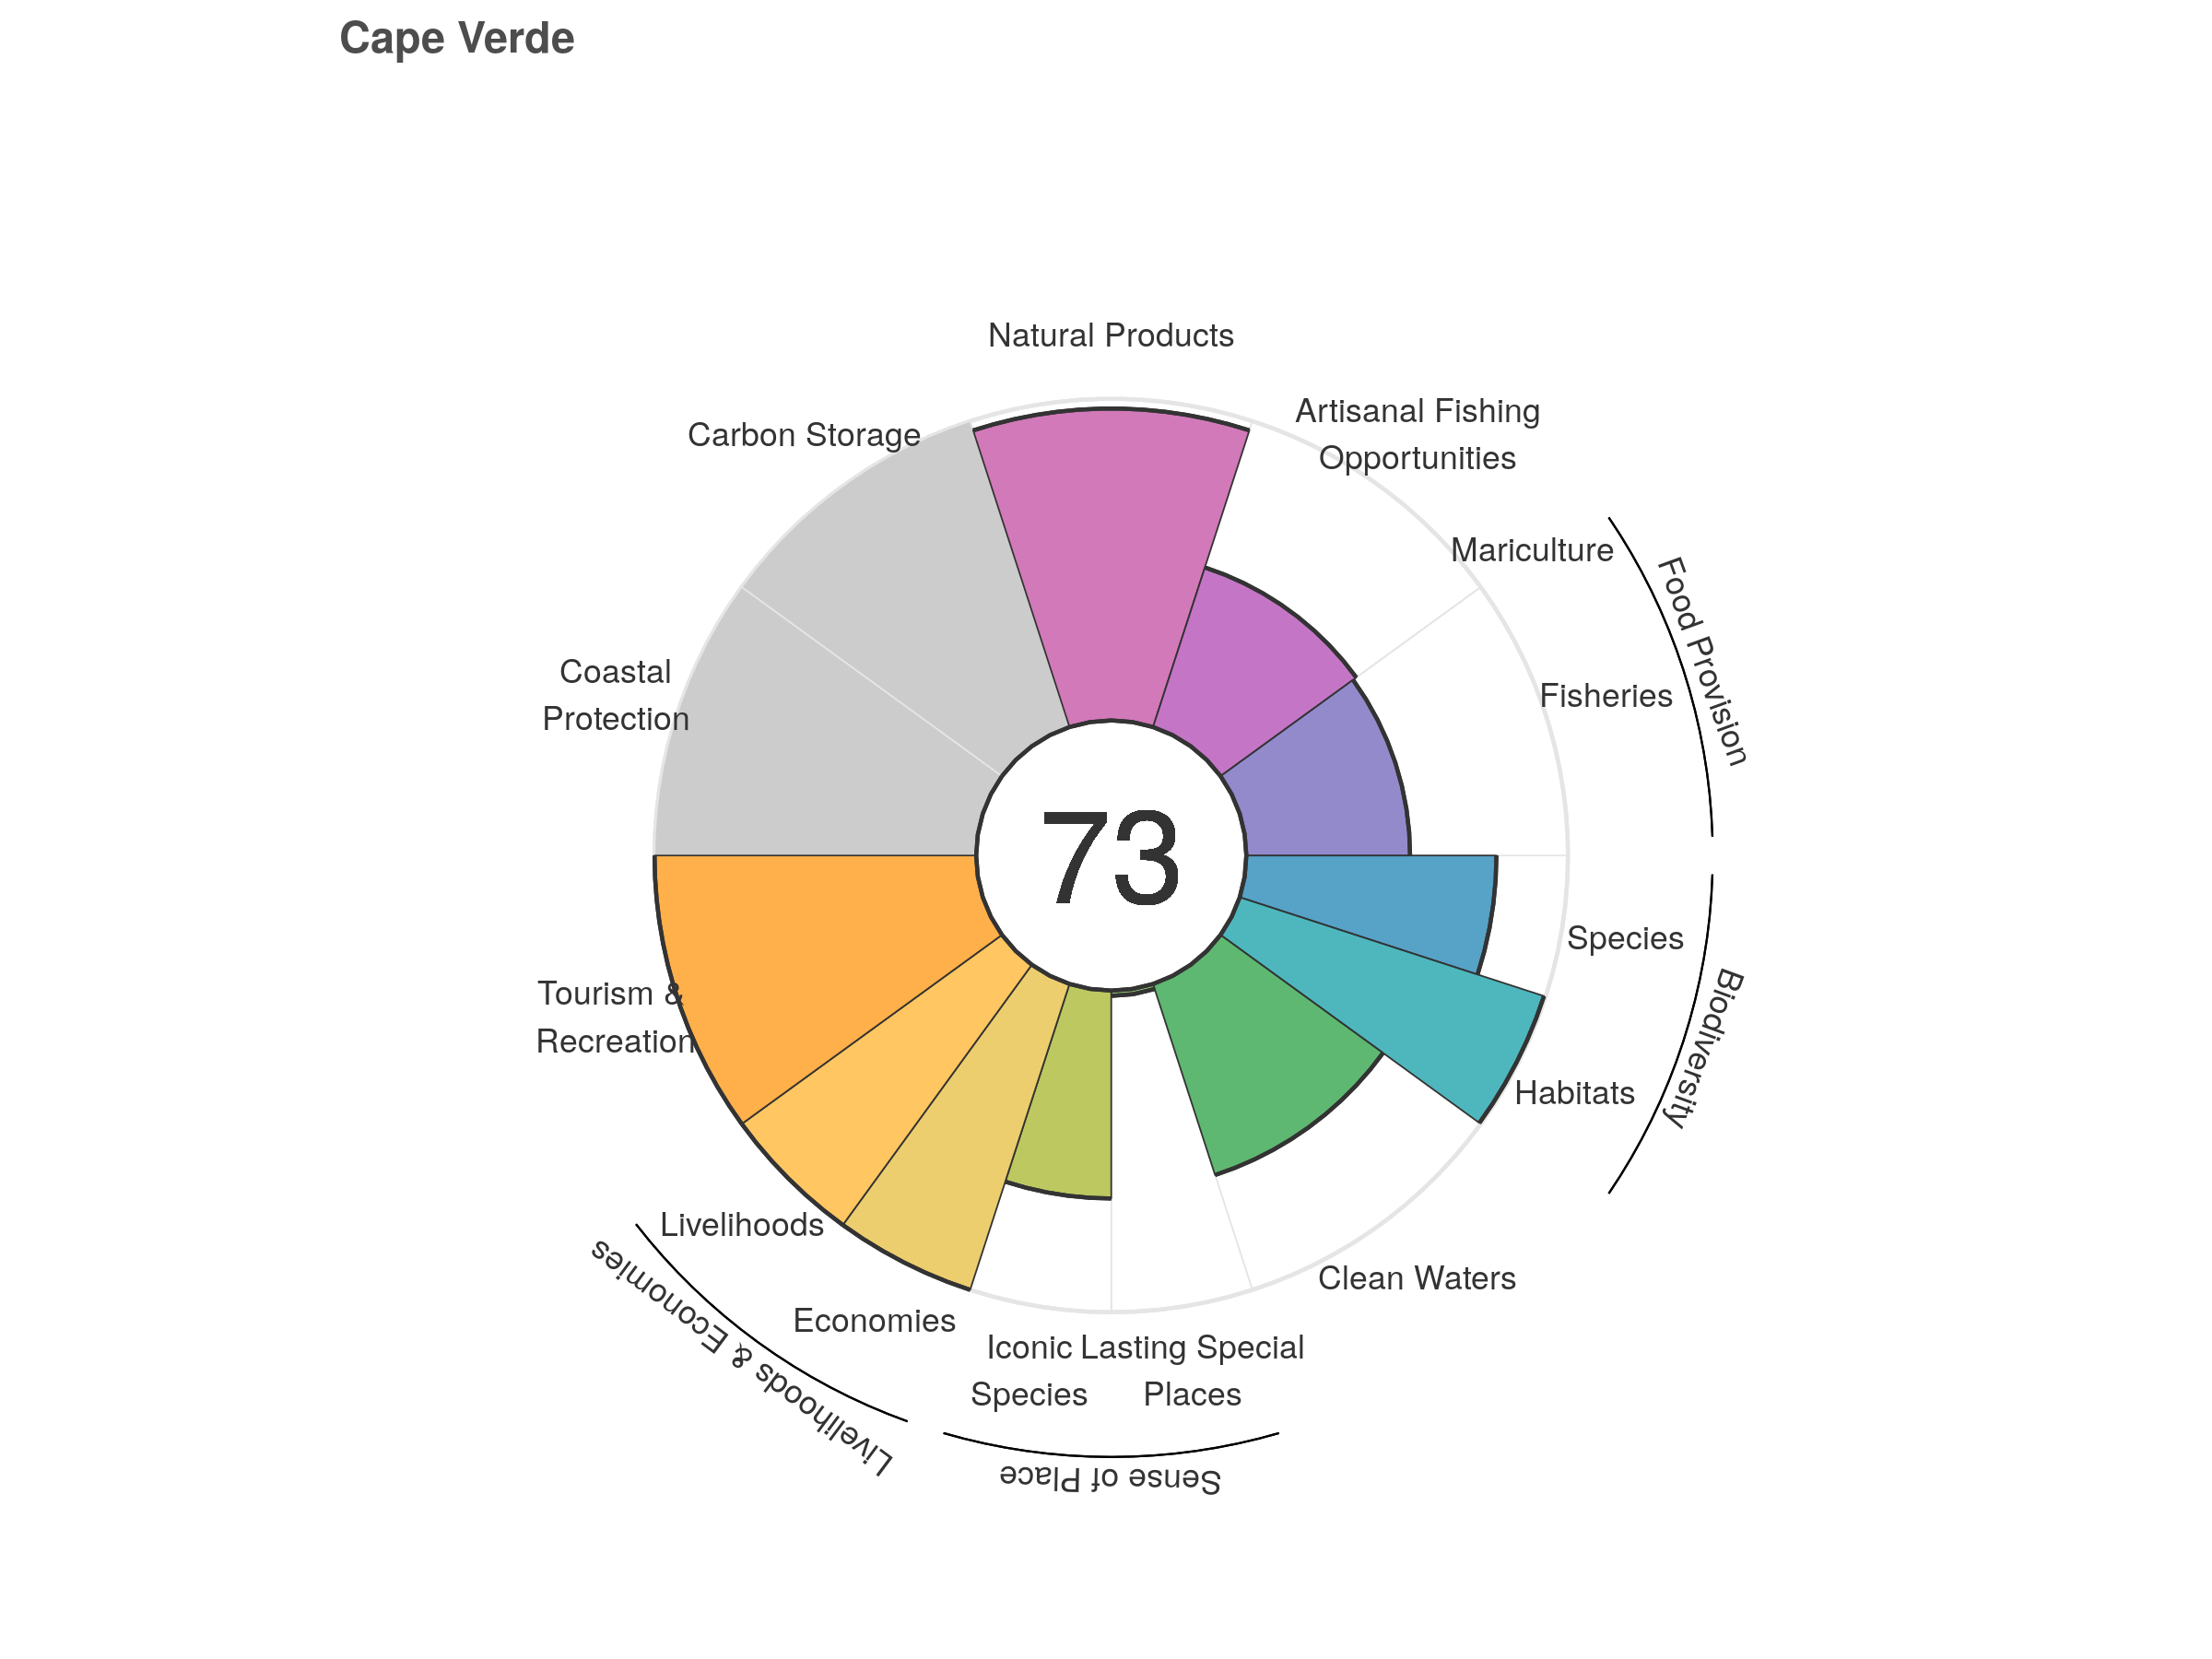 Cape Verde
Natural Products
Artisanal Fishing
Opportunities
Carbon Storage
Mariculture
Food Provision
Coastal
Protection
Fisheries
73
Species
Biodiversity
Tourism &
Recreation
Habitats
Livelihoods
Clean Waters
Economies
Livelihoods & Economies
Iconic
Species
Lasting Special
Places
Sense of Place